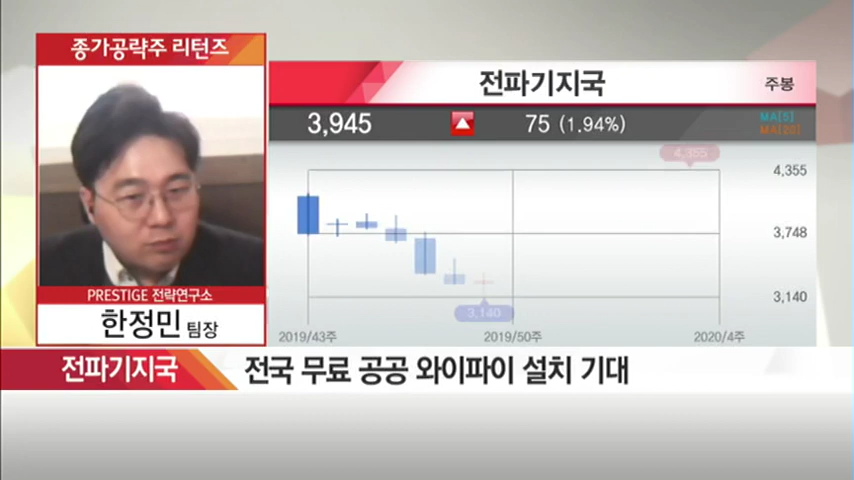 종가공략주 리턴즈
PRESTIGE 전략연구소
한정민 팀장
전파기지국
주봉
3,945 75 (1.94%)
MA[5]
MA[20]
4,355
4,355
3,748
3,140
3,140
2019/43주 2019/50주 2020/4주
전파기지국 전국 무료 공공 와이파이 설치 기대